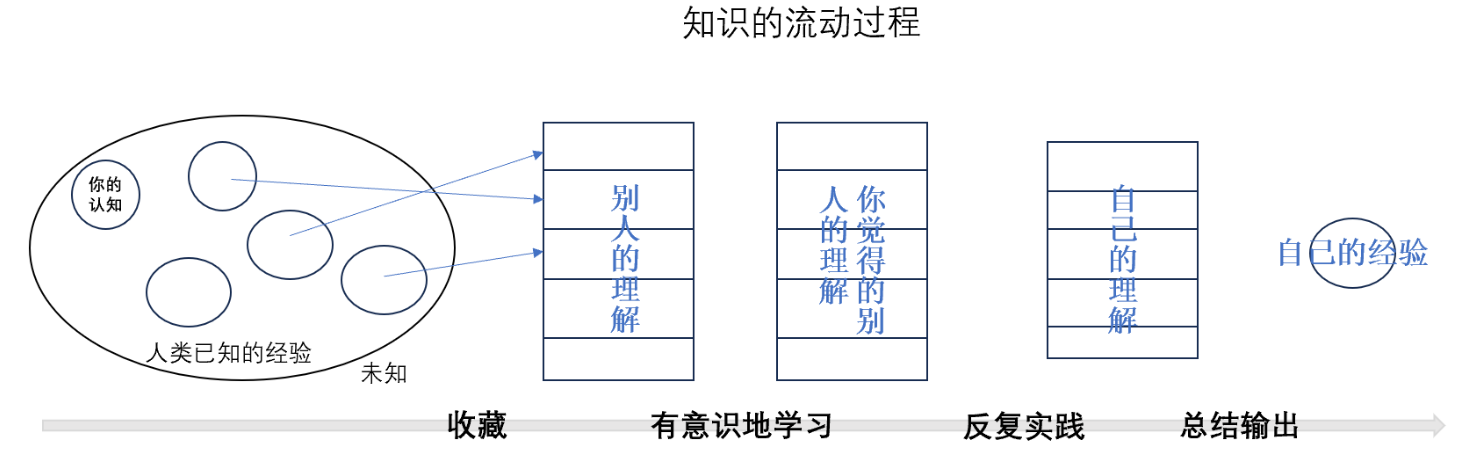 知识的流动过程
你的
认知
人类已知的经验
未知
别人的理解
你觉得的别
人的理解
自己的理解
自己的经验
收藏
有意识地学习
反复实践
总结输出